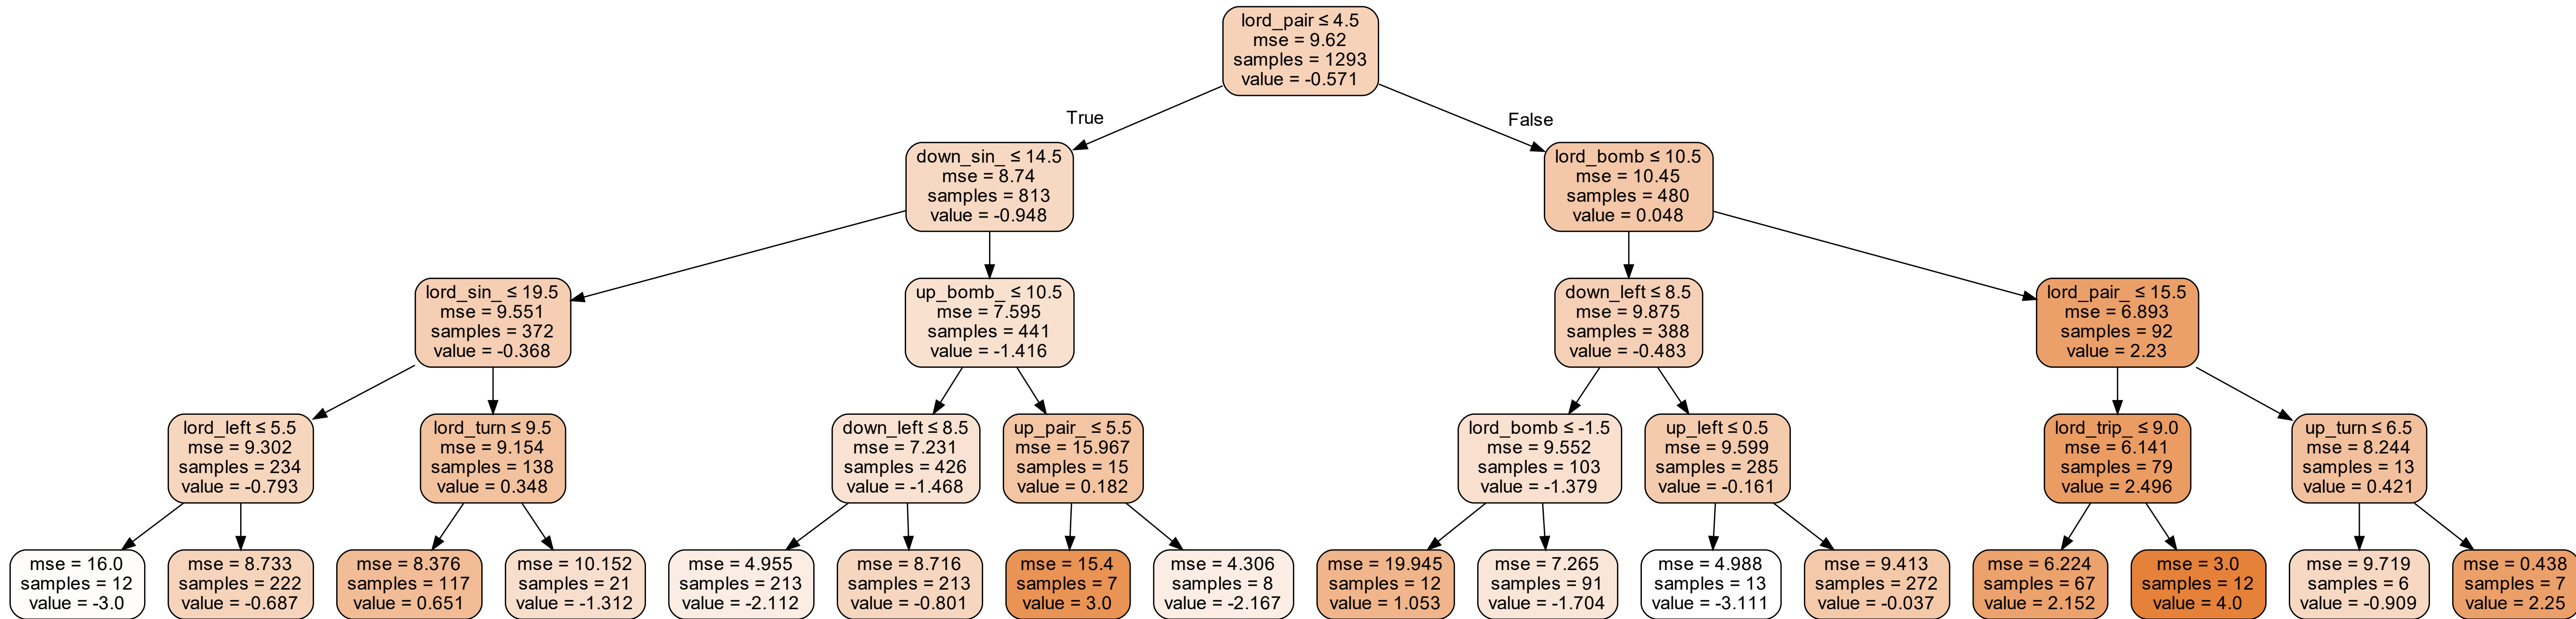 lord_pair ≤ 4.5
mse = 9.62
samples = 1293
value = -0.571
True
False
down_sin_ ≤ 14.5
mse = 8.74
samples = 813
value = -0.948
lord_bomb ≤ 10.5
mse = 10.45
samples = 480
value = 0.048
lord_sin_ ≤ 19.5
mse = 9.551
samples = 372
value = -0.368
up_bomb_ ≤ 10.5
mse = 7.595
samples = 441
value = -1.416
down_left ≤ 8.5
mse = 9.875
samples = 388
value = -0.483
lord_pair_ ≤ 15.5
mse = 6.893
samples = 92
value = 2.23
lord_left ≤ 5.5
mse = 9.302
samples = 234
value = -0.793
lord_turn ≤ 9.5
mse = 9.154
samples = 138
value = 0.348
down_left ≤ 8.5
mse = 7.231
samples = 426
value = -1.468
up_pair_ ≤ 5.5
mse = 15.967
samples = 15
value = 0.182
lord_bomb ≤ -1.5
mse = 9.552
samples = 103
value = -1.379
up_left ≤ 0.5
mse = 9.599
samples = 285
value = -0.161
lord_trip_ ≤ 9.0
mse = 6.141
samples = 79
value = 2.496
up_turn ≤ 6.5
mse = 8.244
samples = 13
value = 0.421
mse = 16.0
samples = 12
value = -3.0
mse = 8.733
samples = 222
value = -0.687
mse = 8.376
samples = 117
value = 0.651
mse = 10.152
samples = 21
value = -1.312
mse = 4.955
samples = 213
value = -2.112
mse = 8.716
samples = 213
value = -0.801
mse = 15.4
samples = 7
value = 3.0
mse = 4.306
samples = 8
value = -2.167
mse = 19.945
samples = 12
value = 1.053
mse = 7.265
samples = 91
value = -1.704
mse = 4.988
samples = 13
value = -3.111
mse = 9.413
samples = 272
value = -0.037
mse = 6.224
samples = 67
value = 2.152
mse = 3.0
samples = 12
value = 4.0
mse = 9.719
samples = 6
value = -0.909
mse = 0.438
samples = 7
value = 2.25